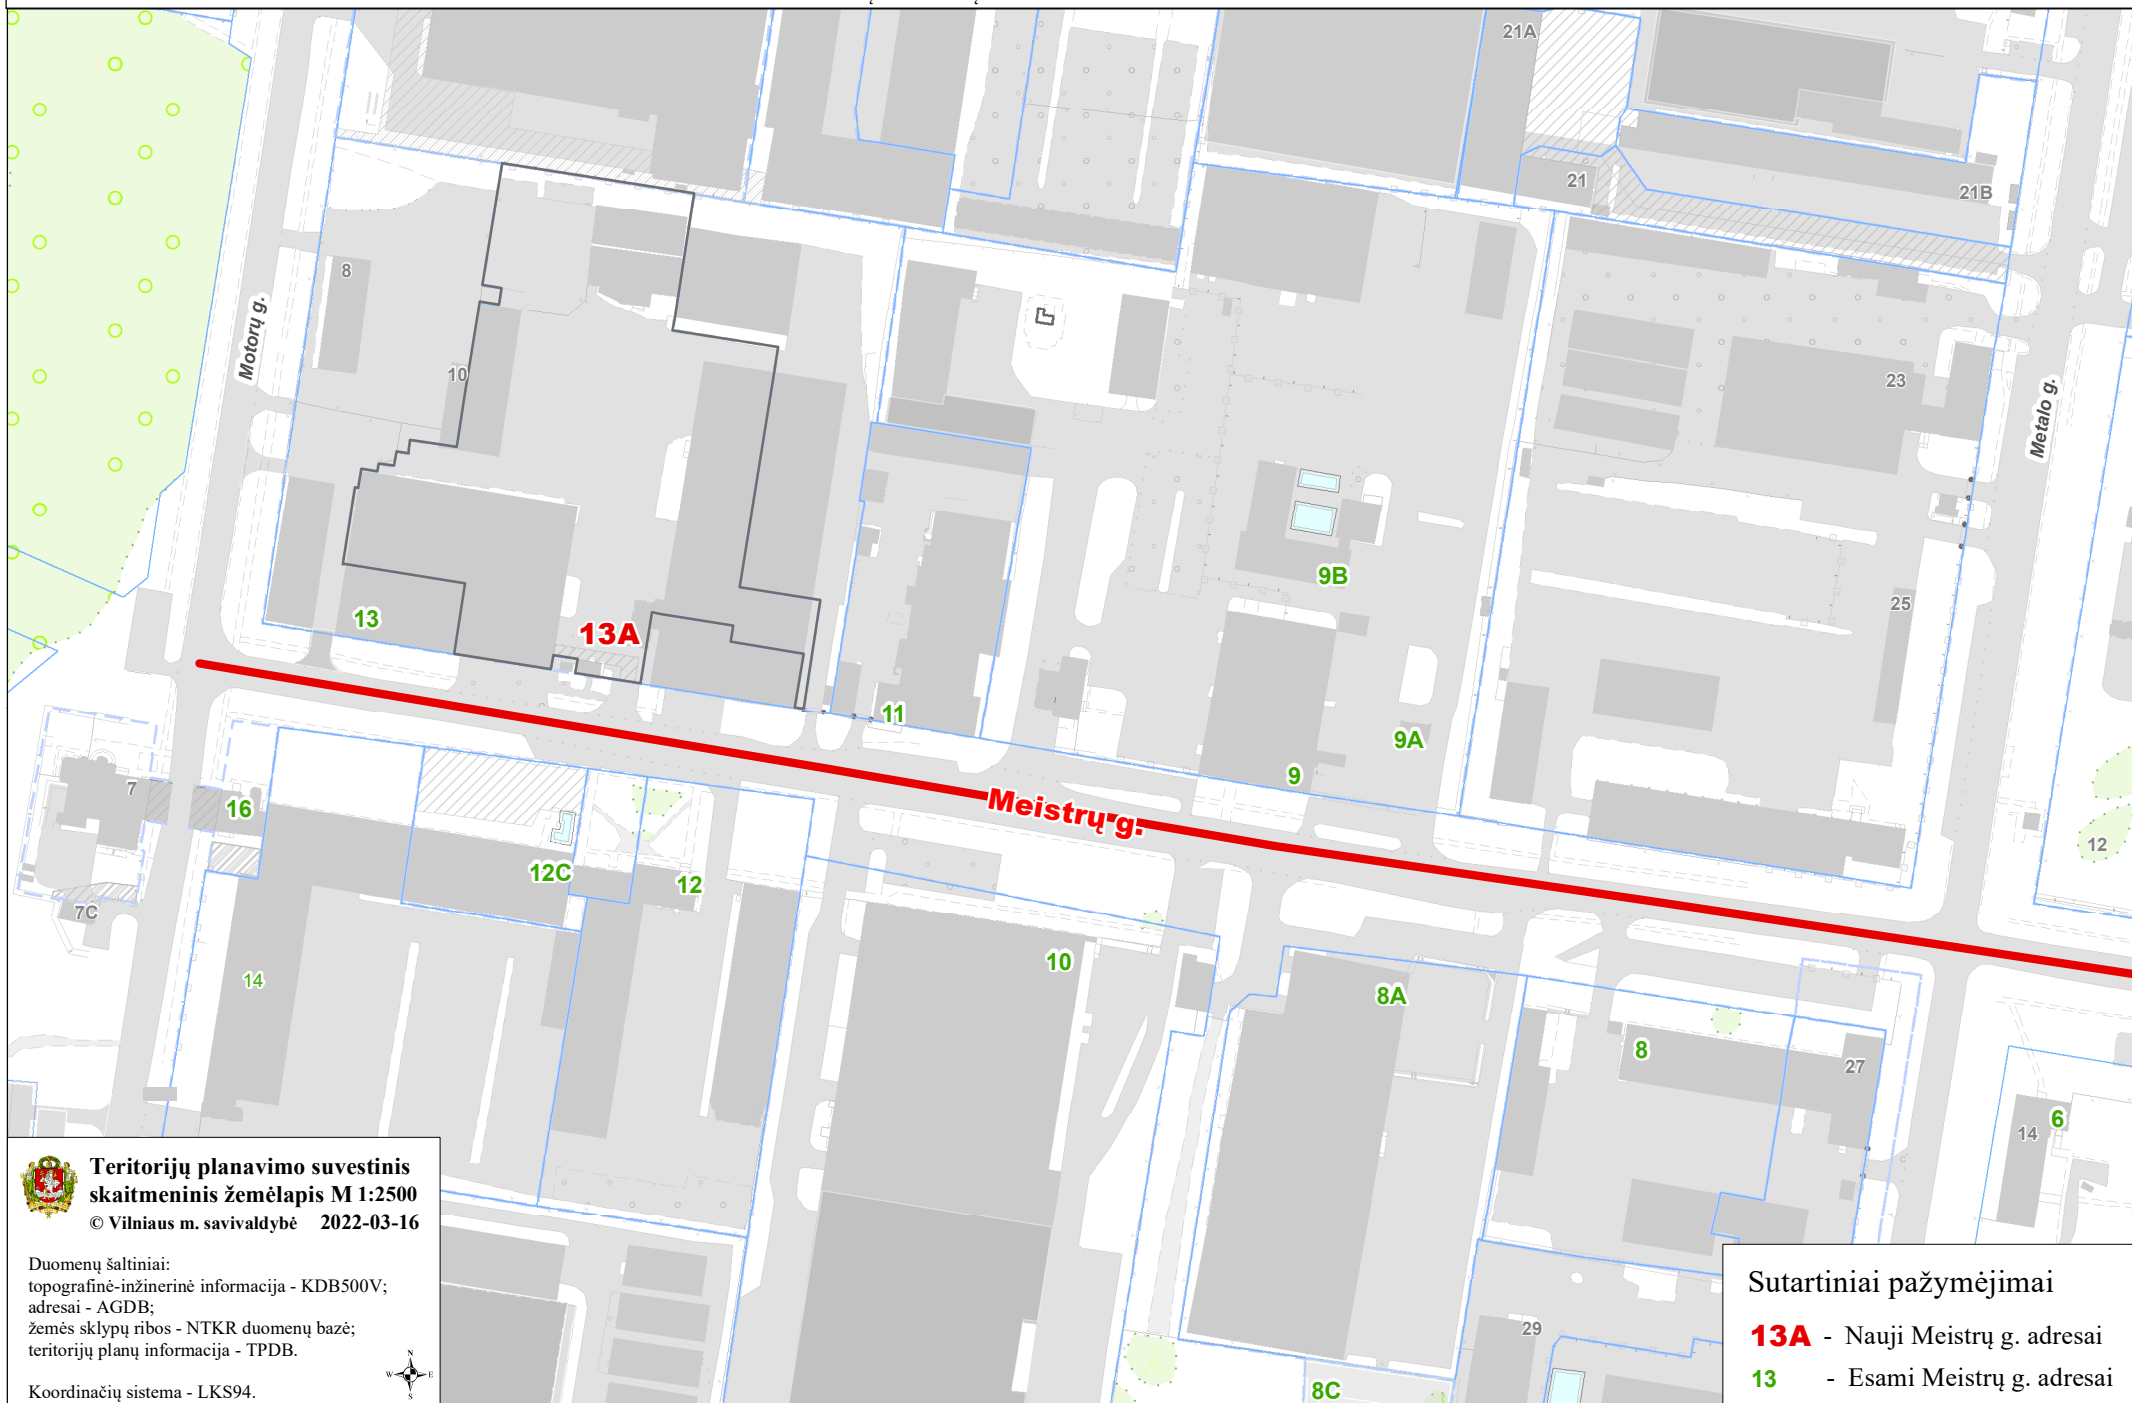 21A
21
21B
8
Motorų g.
10
23
Metalo g.
9B
25
13
13A
11
9A
9
Meistrų g.
7
16
12C
12
12
7C
14
10
8A
8
27
6
14
29
8C
Teritorijų planavimo suvestinis
skaitmeninis žemėlapis M 1:2500
© Vilniaus m. savivaldybė 2022-03-16
Duomenų šaltiniai:
topografinė-inžinerinė informacija - KDB500V;
adresai - AGDB;
žemės sklypų ribos - NTKR duomenų bazė;
teritorijų planų informacija - TPDB.
Koordinačių sistema - LKS94.
N
W E
S
Sutartiniai pažymėjimai
13A - Nauji Meistrų g. adresai
13 - Esami Meistrų g. adresai